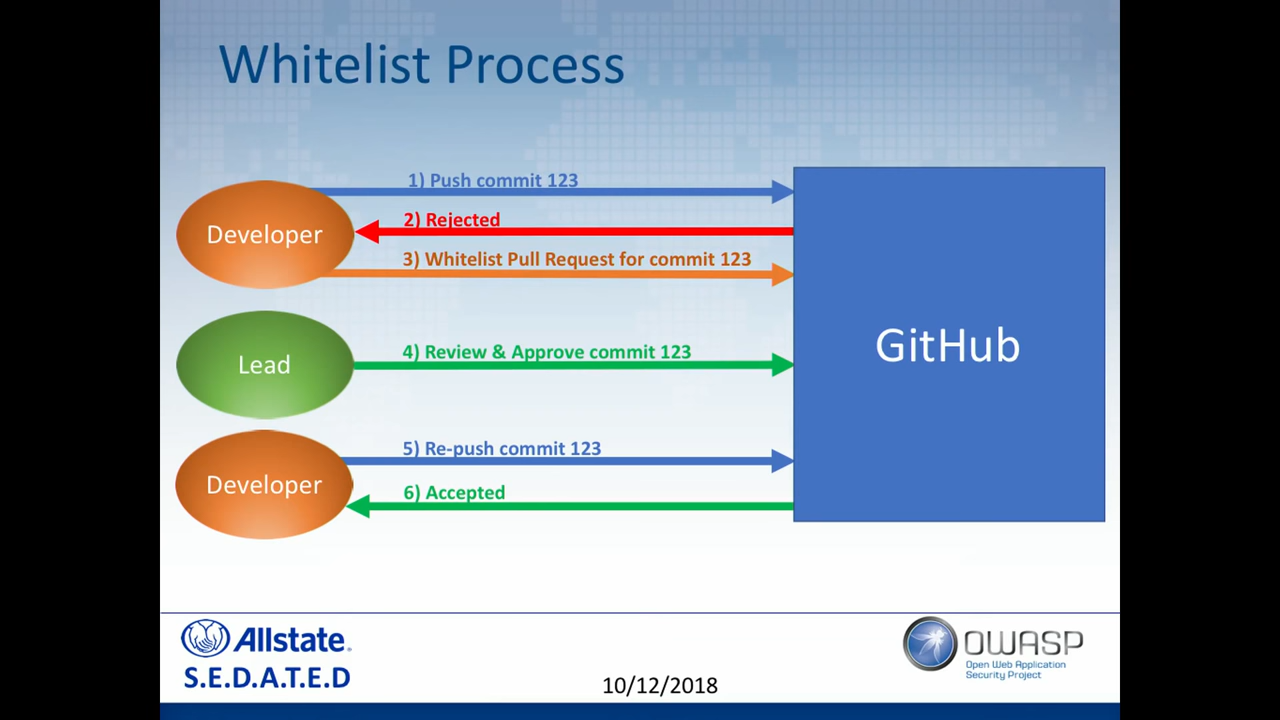 Whitelist Process
1) Push commit 123
2) Rejected
Developer
3) Whitelist Pull Request for commit 123
GitHub
4) Review & Approve commit 123
Lead
5) Re-push commit 123
Developer
6) Accepted
Allstate.
S.E.D.A.T.E.D
10/12/2018
OWASP
Open Web Application
Security Project